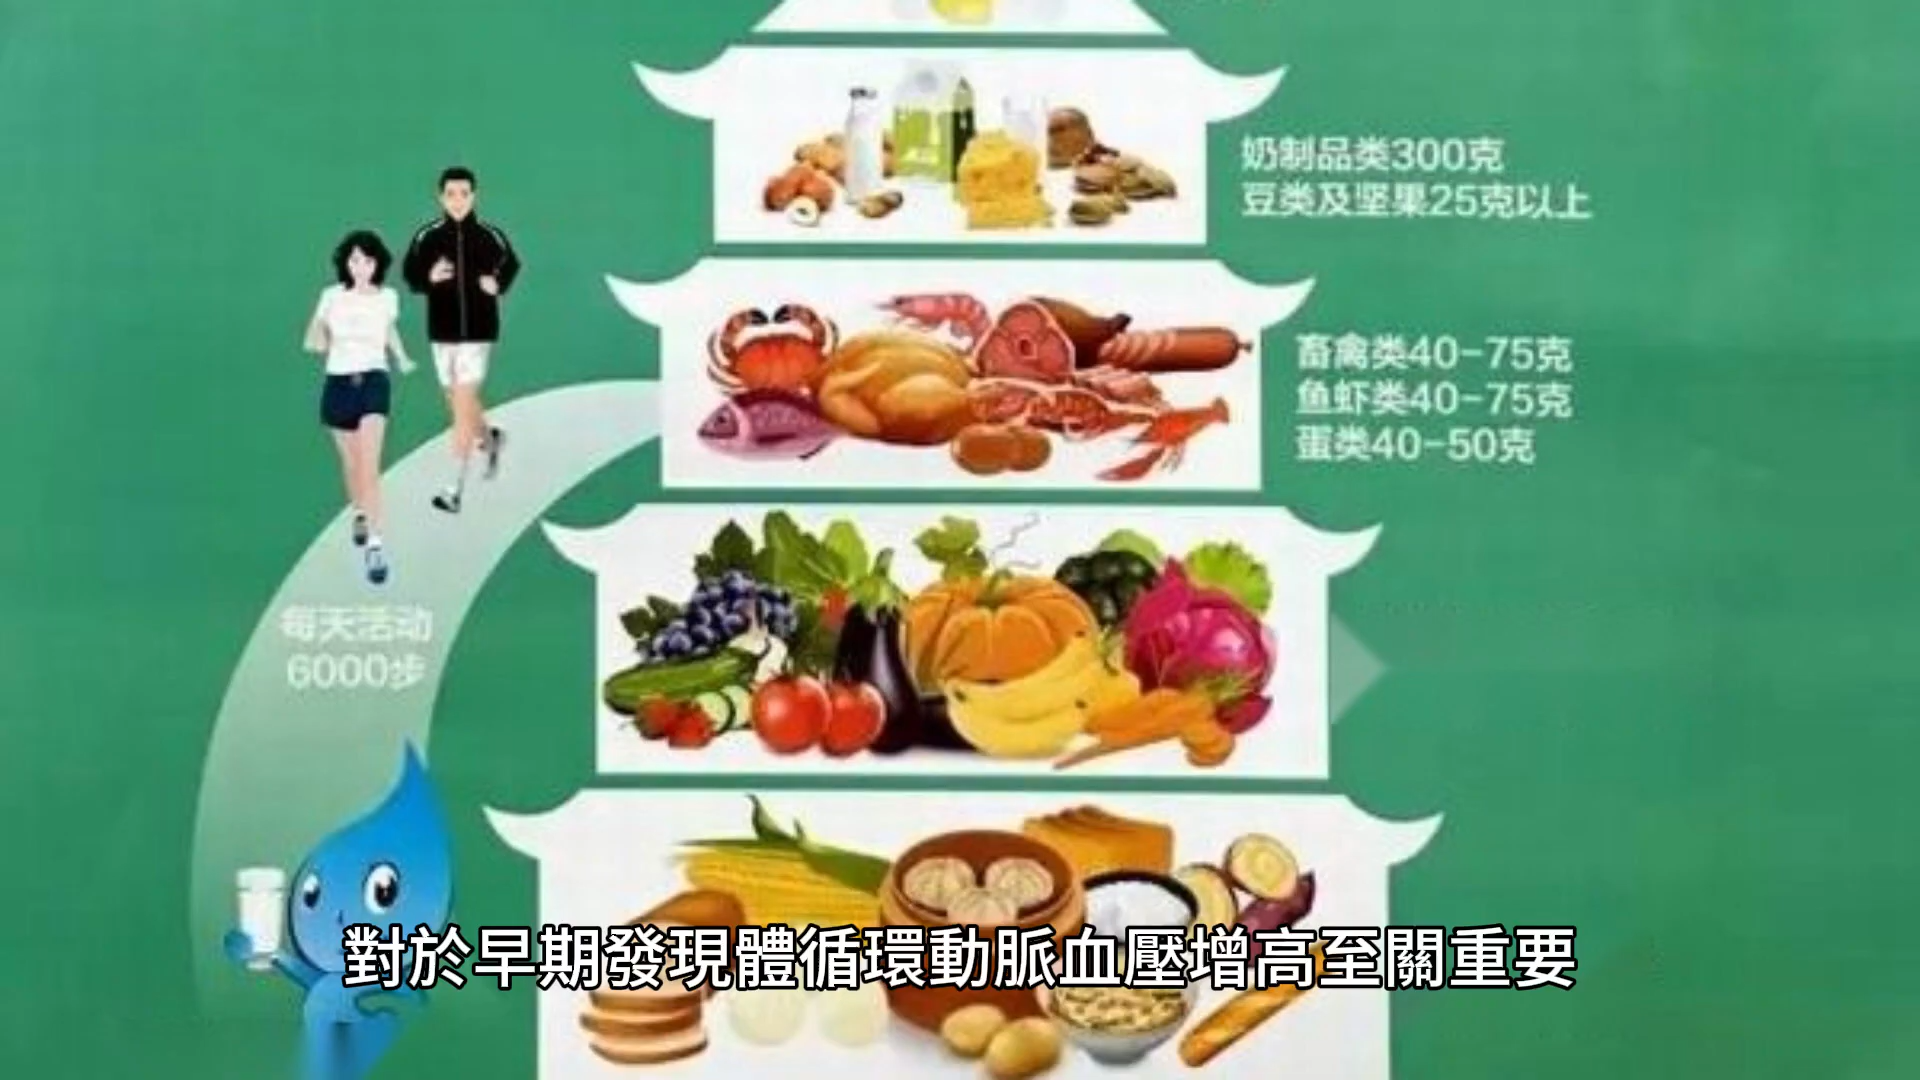 奶制品类300克
豆类及坚果25克以上
畜禽类40-75克
鱼虾类40-75克
蛋类40-50克
每天活动
6000步
對於早期發現體循環動脈血壓增高至關重要